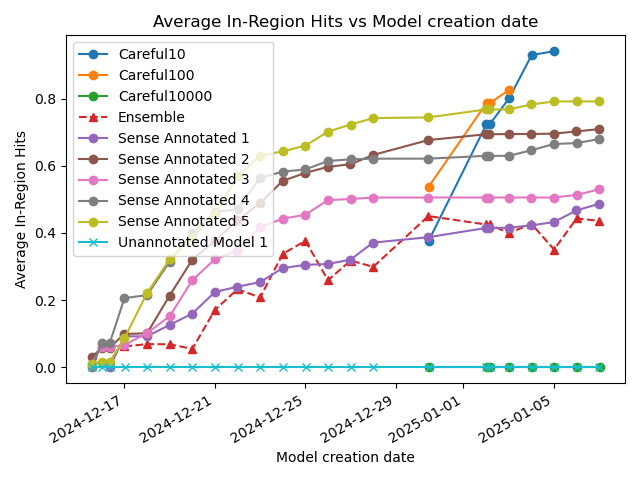 Average In-Region Hits vs Model creation date
Average In-Region Hits
0.8
0.6
0.4
0.2
0.0
Careful10
Careful100
Careful10000
Ensemble
Sense Annotated 1
Sense Annotated 2
Sense Annotated 3
Sense Annotated 4
Sense Annotated 5
Unannotated Model 1
2024-12-17
2024-12-21
2024-12-25
2024-12-29
2025-01-01
2025-01-05
Model creation date